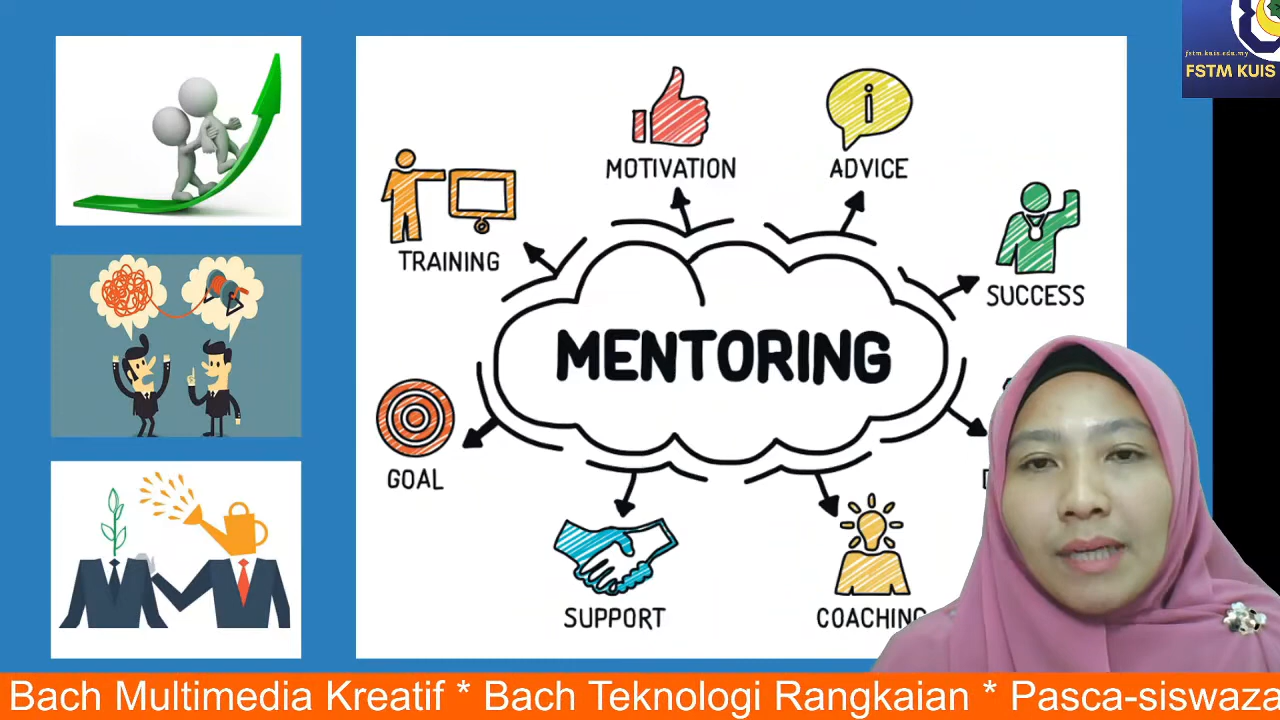 fstm.kuis.edu.my
FSTM KUIS
MOTIVATION
ADVICE
TRAINING
SUCCESS
MENTORING
GOAL
SUPPORT
COACHING
Bach Multimedia Kreatif * Bach Teknologi Rangkaian * Pasca-siswaza